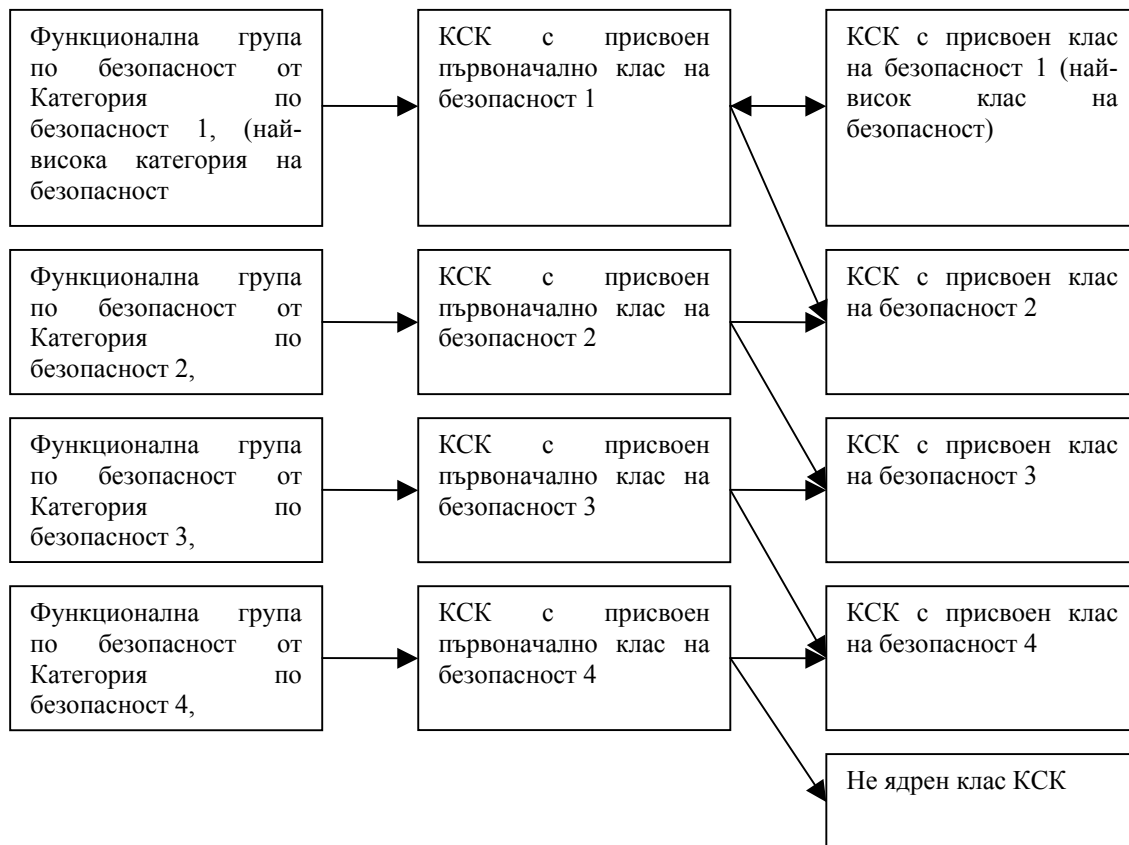 Функционална група
по безопасност от
Категория по
безопасност 1, (най-
висока категория на
безопасност
КСК с присвоен
първоначално клас на
безопасност 1
КСК с присвоен клас
на безопасност 1 (най-
висок клас на
безопасност)
Функционална група
по безопасност от
Категория по
безопасност 2,
КСК с присвоен
първоначално клас на
безопасност 2
КСК с присвоен клас
на безопасност 2
Функционална група
по безопасност от
Категория по
безопасност 3,
КСК с присвоен
първоначално клас на
безопасност 3
КСК с присвоен клас
на безопасност 3
Функционална група
по безопасност от
Категория по
безопасност 4,
КСК с присвоен
първоначално клас на
безопасност 4
КСК с присвоен клас
на безопасност 4
Не ядрен клас КСК